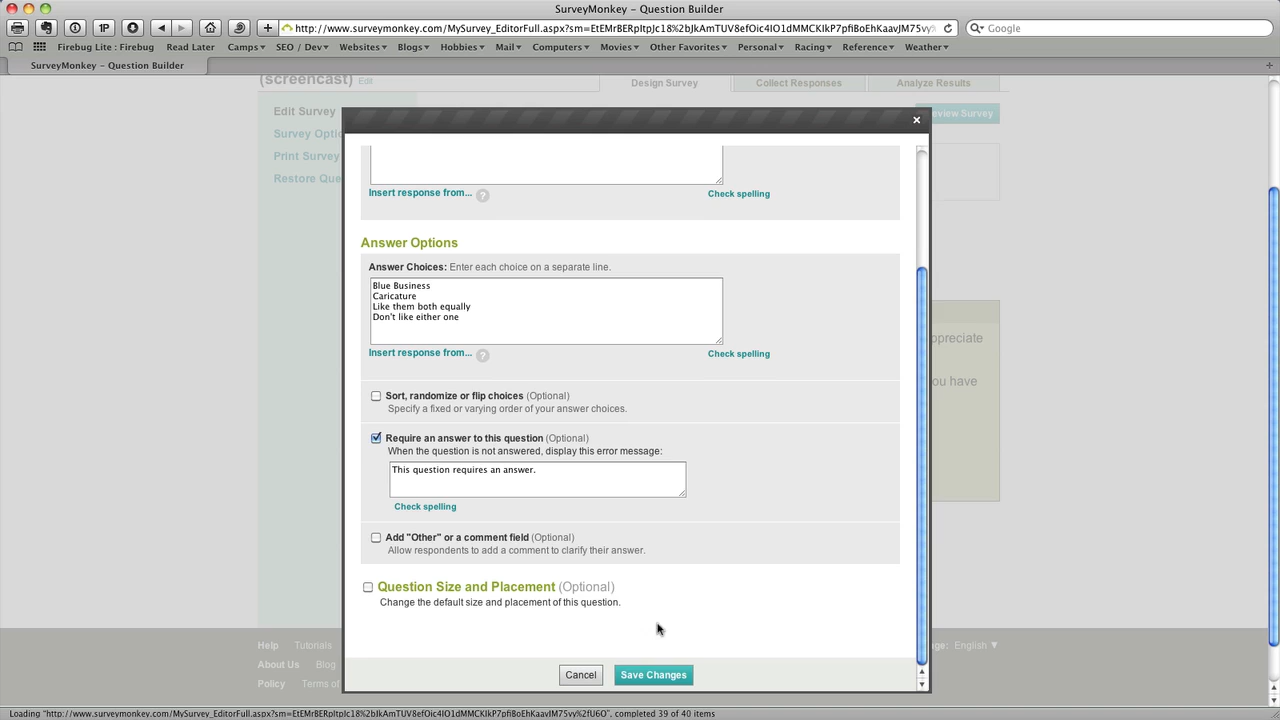 SurveyMonkey – Question Builder
1P
http://www.surveymonkey.com/MySurvey_EditorFull.aspx?sm=
Google
Firebug Lite : Firebug Read Later Camps SEO / Dev Websites Blogs Hobbies Mail Computers Movies Other Favorites Personal Racing Reference Weather
SurveyMonkey – Question Builder
(screencast) Edit
Design Survey Collect Responses Analyze Results
Edit Survey
Survey Optio
Print Survey
Restore Que
eview Survey
Insert response from... ?
Check spelling
Answer Options
Answer Choices: Enter each choice on a separate line.
Blue Business
Caricature
Like them both equally
Don't like either one
Insert response from... ?
Check spelling
Sort, randomize or flip choices (Optional)
Specify a fixed or varying order of your answer choices.
Require an answer to this question (Optional)
When the question is not answered, display this error message:
This question requires an answer.
Check spelling
Add "Other" or a comment field (Optional)
Allow respondents to add a comment to clarify their answer.
Question Size and Placement (Optional)
Change the default size and placement of this question.
Cancel Save Changes
preciate
ou have
Help Tutorials
About Us Blog
Policy Terms of
ge: English
Loading "http://www.surveymonkey.com/MySurvey_EditorFull.aspx?sm= completed 39 of 40 items